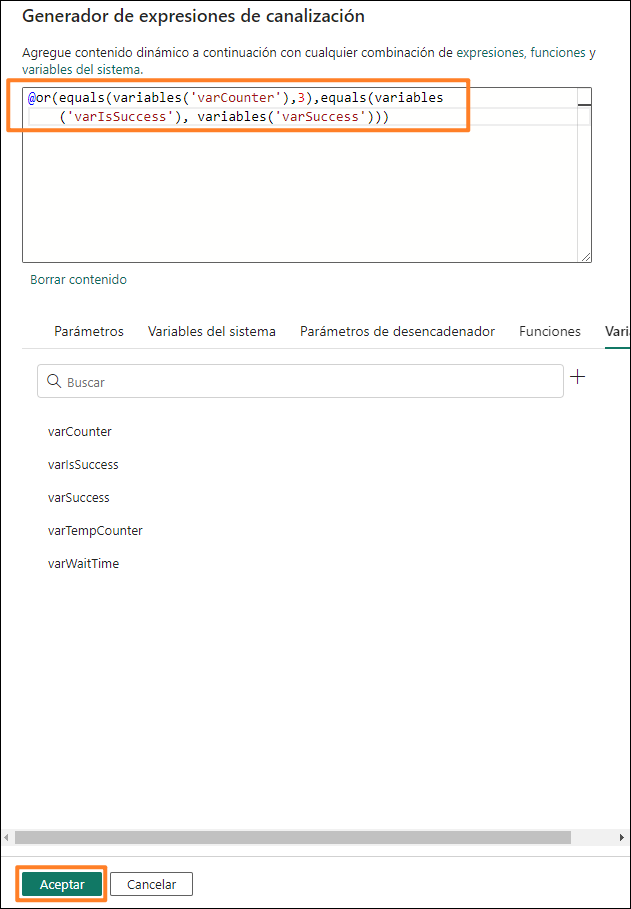 Generador de expresiones de canalización
Agregue contenido dinámico a continuación con cualquier combinación de expresiones, funciones y
variables del sistema.
@or(equals(variables('varCounter'),3),equals(variables
('varIsSuccess'), variables('varSuccess')))
Borrar contenido
Parámetros Variables del sistema Parámetros de desencadenador Funciones Vari
Buscar
varCounter
varIsSuccess
varSuccess
varTempCounter
varWaitTime
Aceptar Cancelar